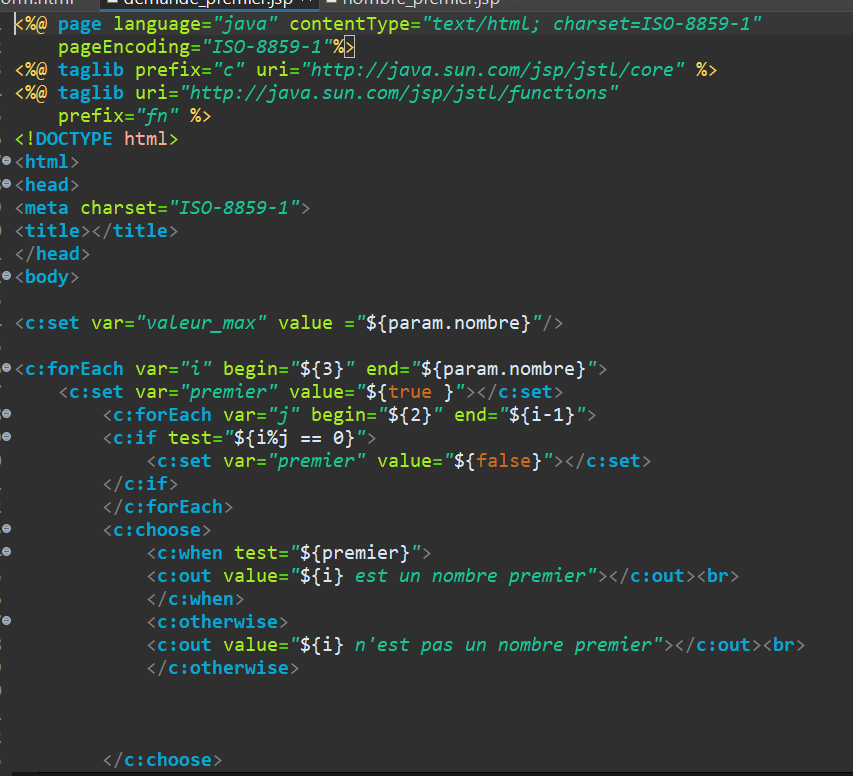 demande_premier.jsp nombre_premier.jsp
<%@ page language="java" contentType="text/html; charset=ISO-8859-1"
    pageEncoding="ISO-8859-1"%>
<%@ taglib prefix="c" uri="http://java.sun.com/jsp/jstl/core" %>
<%@ taglib uri="http://java.sun.com/jsp/jstl/functions"
    prefix="fn" %>
<!DOCTYPE html>
<html>
<head>
<meta charset="ISO-8859-1">
<title></title>
</head>
<body>
<c:set var="valeur_max" value ="${param.nombre}"/>
<c:forEach var="i" begin="${3}" end="${param.nombre}">
    <c:set var="premier" value="${true }"></c:set>
        <c:forEach var="j" begin="${2}" end="${i-1}">
        <c:if test="${i%j == 0}">
            <c:set var="premier" value="${false}"></c:set>
        </c:if>
        </c:forEach>
        <c:choose>
            <c:when test="${premier}">
            <c:out value="${i} est un nombre premier"></c:out><br>
            </c:when>
            <c:otherwise>
            <c:out value="${i} n'est pas un nombre premier"></c:out><br>
            </c:otherwise>
        </c:choose>